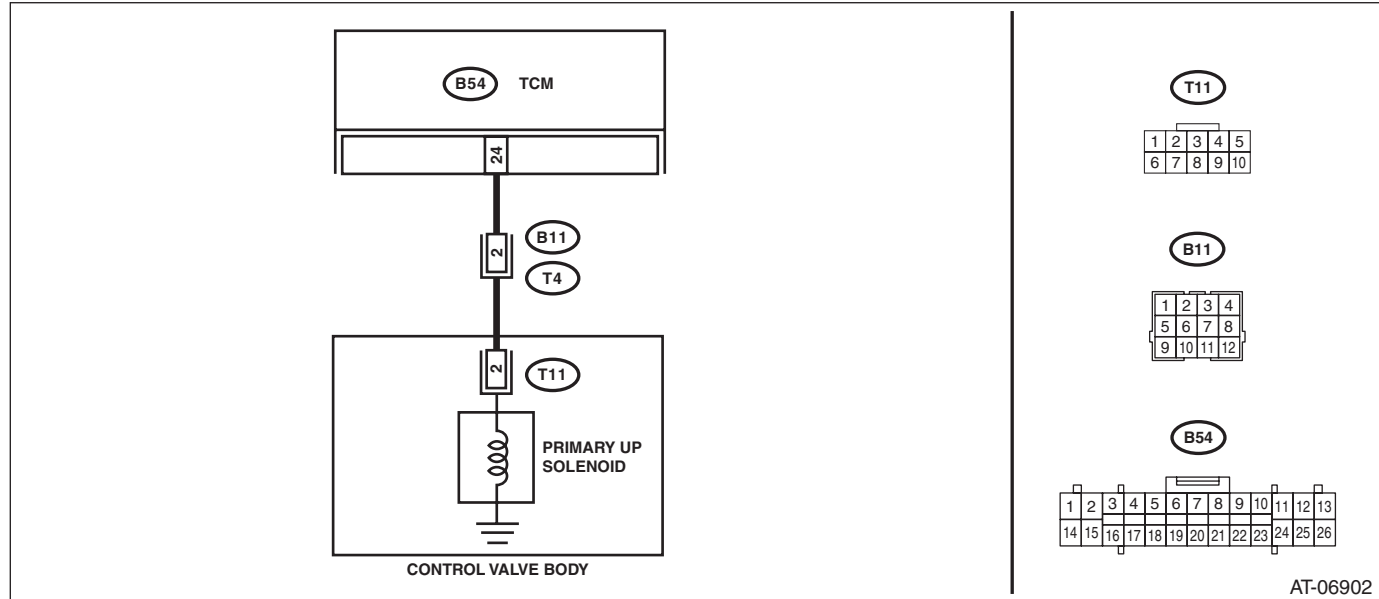 B54 TCM
24
2
B11
T4
2
T11
PRIMARY UP
SOLENOID
CONTROL VALVE BODY
T11
1 2 3 4 5
6 7 8 9 10
B11
1 2 3 4
5 6 7 8
9 10 11 12
B54
1 2 3 4 5 6 7 8 9 10 11 12 13
14 15 16 17 18 19 20 21 22 23 24 25 26
AT-06902